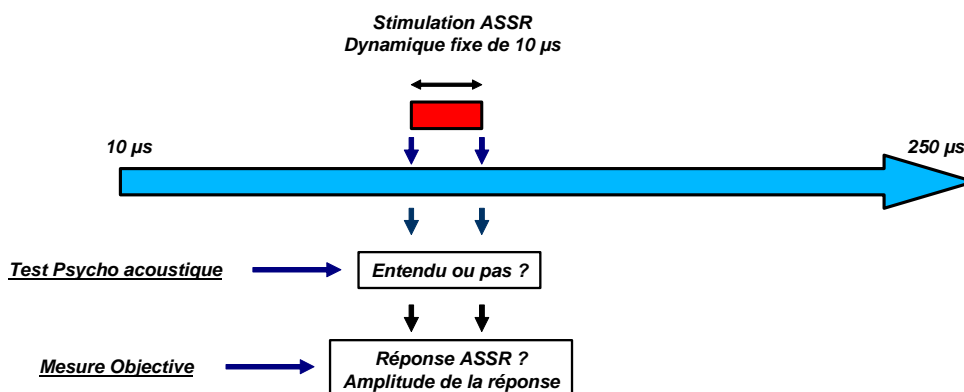 Stimulation ASSR
Dynamique fixe de 10 µs
10 µs
250 µs
Test Psycho acoustique
Entendu ou pas ?
Mesure Objective
Réponse ASSR ?
Amplitude de la réponse